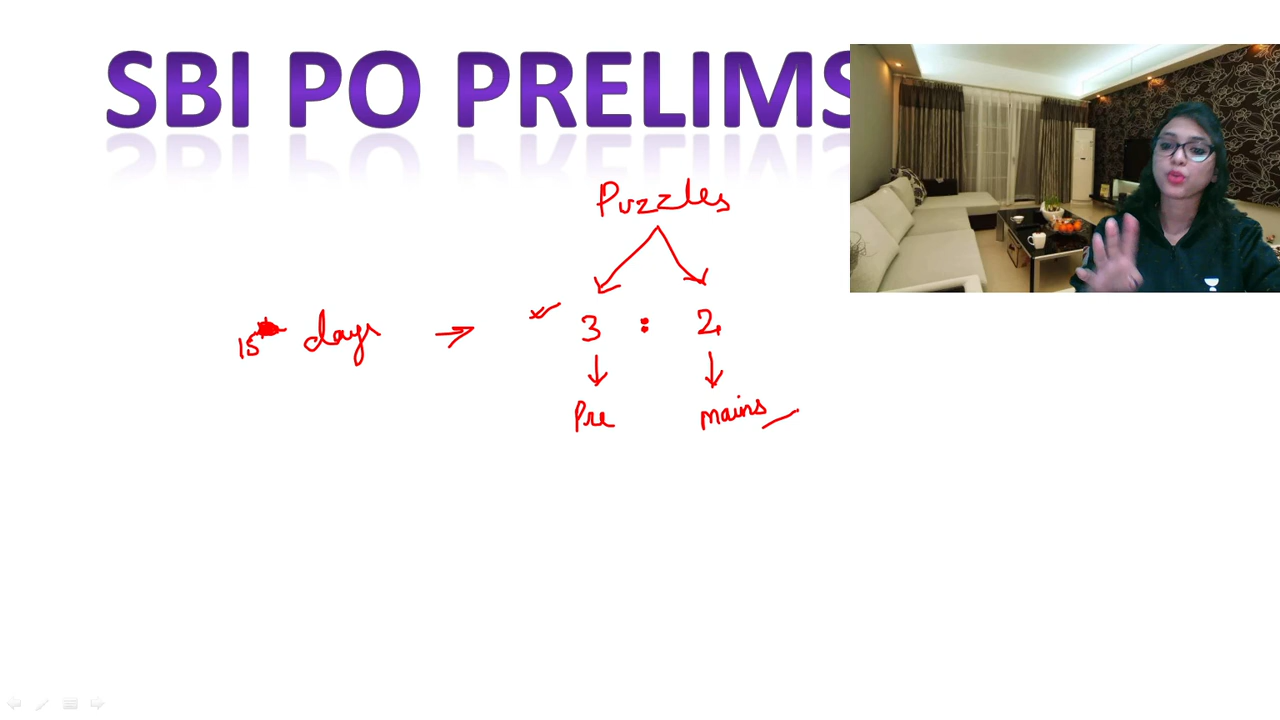 SBI PO PRELIMS
Puzzles
15 days → 3 : 2
Pre mains